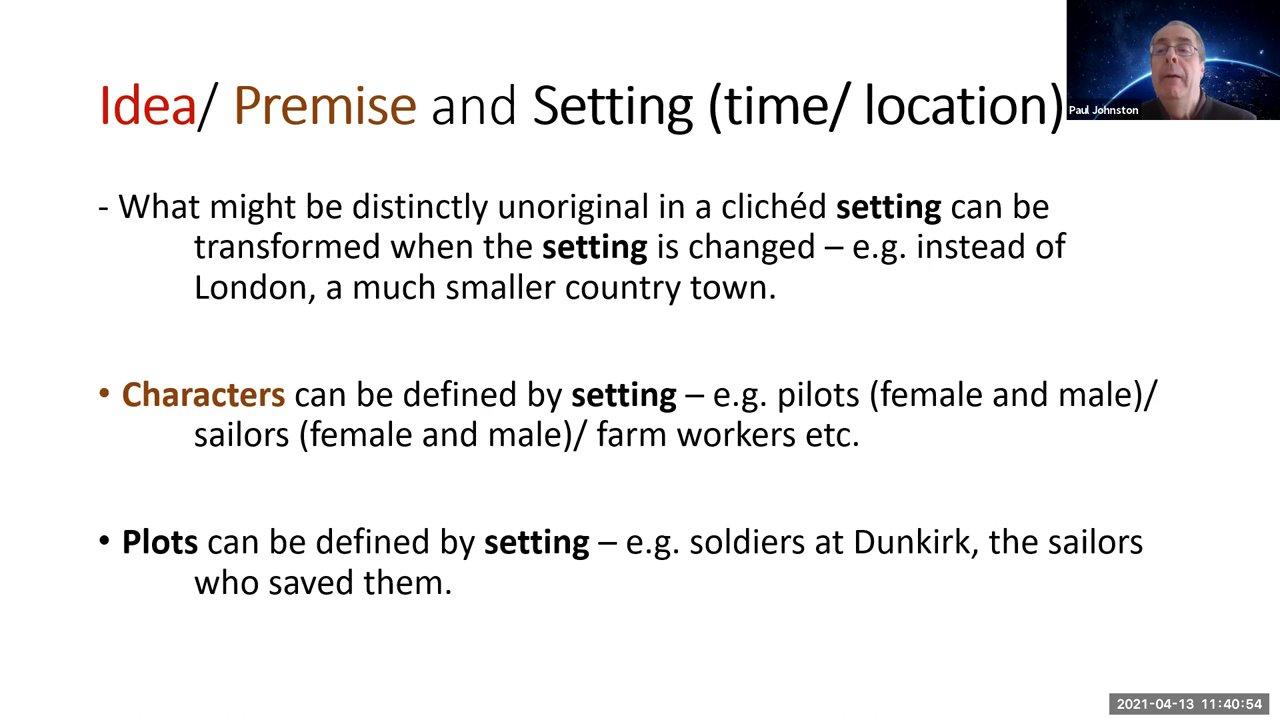 Idea/ Premise and Setting (time/ location)
Paul Johnston
- What might be distinctly unoriginal in a clichéd setting can be
transformed when the setting is changed – e.g. instead of
London, a much smaller country town.
• Characters can be defined by setting – e.g. pilots (female and male)/
sailors (female and male)/ farm workers etc.
• Plots can be defined by setting – e.g. soldiers at Dunkirk, the sailors
who saved them.
2021-04-13 11:40:54